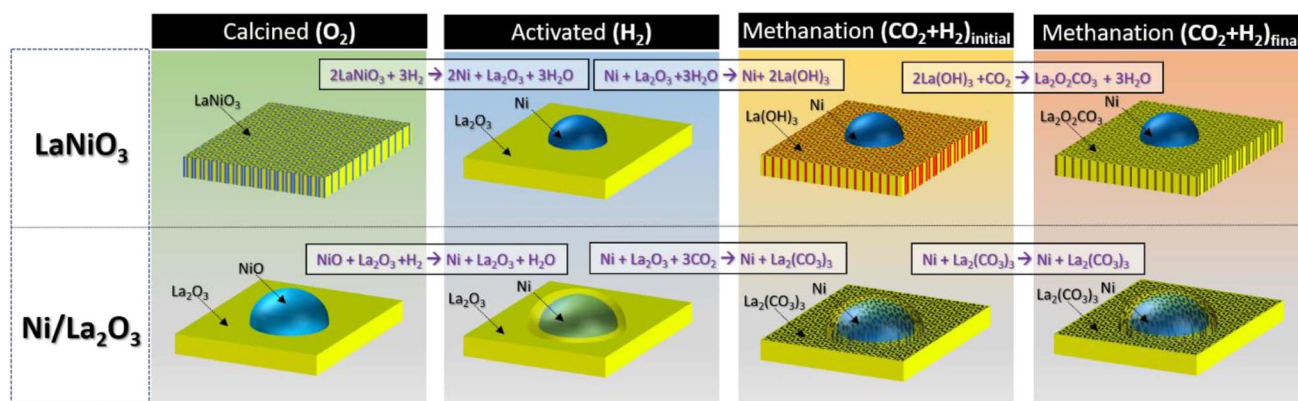 Calcined (O₂)
Activated (H₂)
Methanation (CO₂+H₂)initial
Methanation (CO₂+H₂)final
LaNiO₃
2LaNiO₃ + 3H₂ → 2Ni + La₂O₃ + 3H₂O
Ni + La₂O₃ +3H₂O → Ni+ 2La(OH)₃
2La(OH)₃ +CO₂ → La₂O₂CO₃ + 3H₂O
LaNiO₃
La₂O₃
Ni
La(OH)₃
Ni
La₂O₂CO₃
Ni
Ni/La₂O₃
NiO + La₂O₃ +H₂ → Ni + La₂O₃ + H₂O
Ni + La₂O₃ + 3CO₂ → Ni + La₂(CO₃)₃
Ni + La₂(CO₃)₃ → Ni + La₂(CO₃)₃
La₂O₃
NiO
La₂O₃
Ni
La₂(CO₃)₃
Ni
La₂(CO₃)₃
Ni